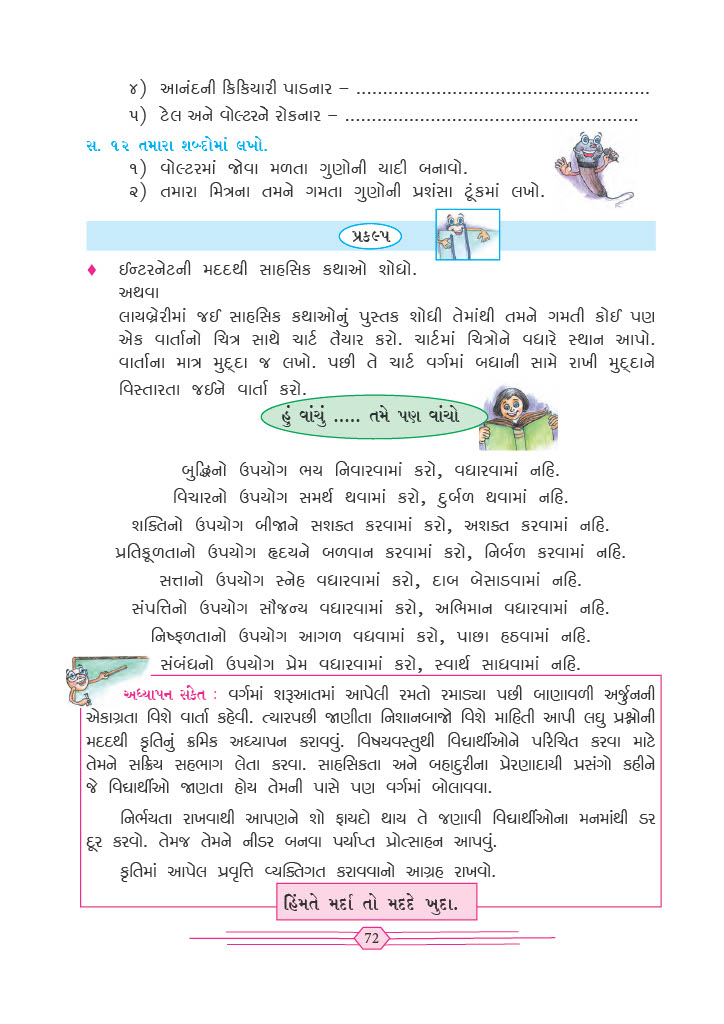 ૪) આનંદની કિકિયારી પાડનાર – .......................................................
૫) ટેલ અને વોલ્ટરને રોકનાર – .......................................................
સ. ૧૨ તમારા શબ્દોમાં લખો.
૧) વોલ્ટરમાં જોવા મળતા ગુણોની યાદી બનાવો.
૨) તમારા મિત્રના તમને ગમતા ગુણોની પ્રશંસા ટૂંકમાં લખો.
પ્રકલ્પ
♦ ઈન્ટરનેટની મદદથી સાહસિક કથાઓ શોધો.
અથવા
લાયબ્રેરીમાં જઈ સાહસિક કથાઓનું પુસ્તક શોધી તેમાંથી તમને ગમતી કોઈ પણ
એક વાર્તાનો ચિત્ર સાથે ચાર્ટ તૈયાર કરો. ચાર્ટમાં ચિત્રોને વધારે સ્થાન આપો.
વાર્તાના માત્ર મુદ્દા જ લખો. પછી તે ચાર્ટ વર્ગમાં બધાની સામે રાખી મુદ્દાને
વિસ્તારતા જઈને વાર્તા કરો.
હું વાંચું ..... તમે પણ વાંચો
બુદ્ધિનો ઉપયોગ ભય નિવારવામાં કરો, વધારવામાં નહિ.
વિચારનો ઉપયોગ સમર્થ થવામાં કરો, દુર્બળ થવામાં નહિ.
શક્તિનો ઉપયોગ બીજાને સશક્ત કરવામાં કરો, અશક્ત કરવામાં નહિ.
પ્રતિકૂળતાનો ઉપયોગ હૃદયને બળવાન કરવામાં કરો, નિર્બળ કરવામાં નહિ.
સત્તાનો ઉપયોગ સ્નેહ વધારવામાં કરો, દાબ બેસાડવામાં નહિ.
સંપત્તિનો ઉપયોગ સૌજન્ય વધારવામાં કરો, અભિમાન વધારવામાં નહિ.
નિષ્ફળતાનો ઉપયોગ આગળ વધવામાં કરો, પાછા હઠવામાં નહિ.
સંબંધનો ઉપયોગ પ્રેમ વધારવામાં કરો, સ્વાર્થ સાધવામાં નહિ.
અધ્યાપન સંકેત : વર્ગમાં શરૂઆતમાં આપેલી રમતો રમાડ્યા પછી બાણાવળી અર્જુનની
એકાગ્રતા વિશે વાર્તા કહેવી. ત્યારપછી જાણીતા નિશાનબાજો વિશે માહિતી આપી લઘુ પ્રશ્નોની
મદદથી કૃતિનું ક્રમિક અધ્યાપન કરાવવું. વિષયવસ્તુથી વિદ્યાર્થીઓને પરિચિત કરવા માટે
તેમને સક્રિય સહભાગ લેતા કરવા. સાહસિકતા અને બહાદુરીના પ્રેરણાદાયી પ્રસંગો કહીને
જે વિદ્યાર્થીઓ જાણતા હોય તેમની પાસે પણ વર્ગમાં બોલાવવા.
નિર્ભયતા રાખવાથી આપણને શો ફાયદો થાય તે જણાવી વિદ્યાર્થીઓના મનમાંથી ડર
દૂર કરવો. તેમજ તેમને નીડર બનવા પર્યાપ્ત પ્રોત્સાહન આપવું.
કૃતિમાં આપેલ પ્રવૃત્તિ વ્યક્તિગત કરાવવાનો આગ્રહ રાખવો.
હિંમતે મર્દા તો મદદે ખુદા.
72